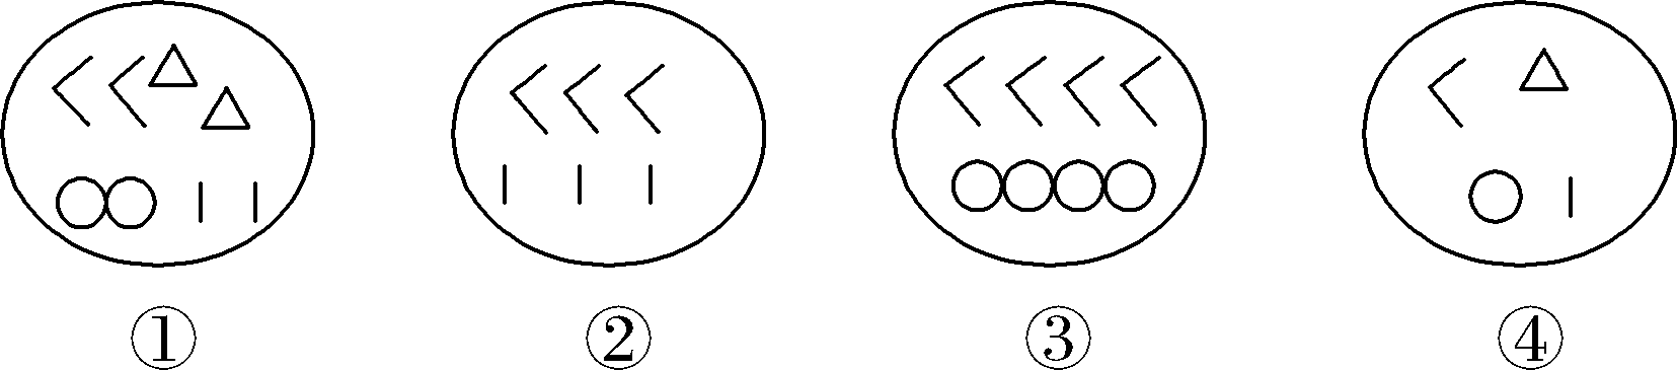 ① ② ③ ④